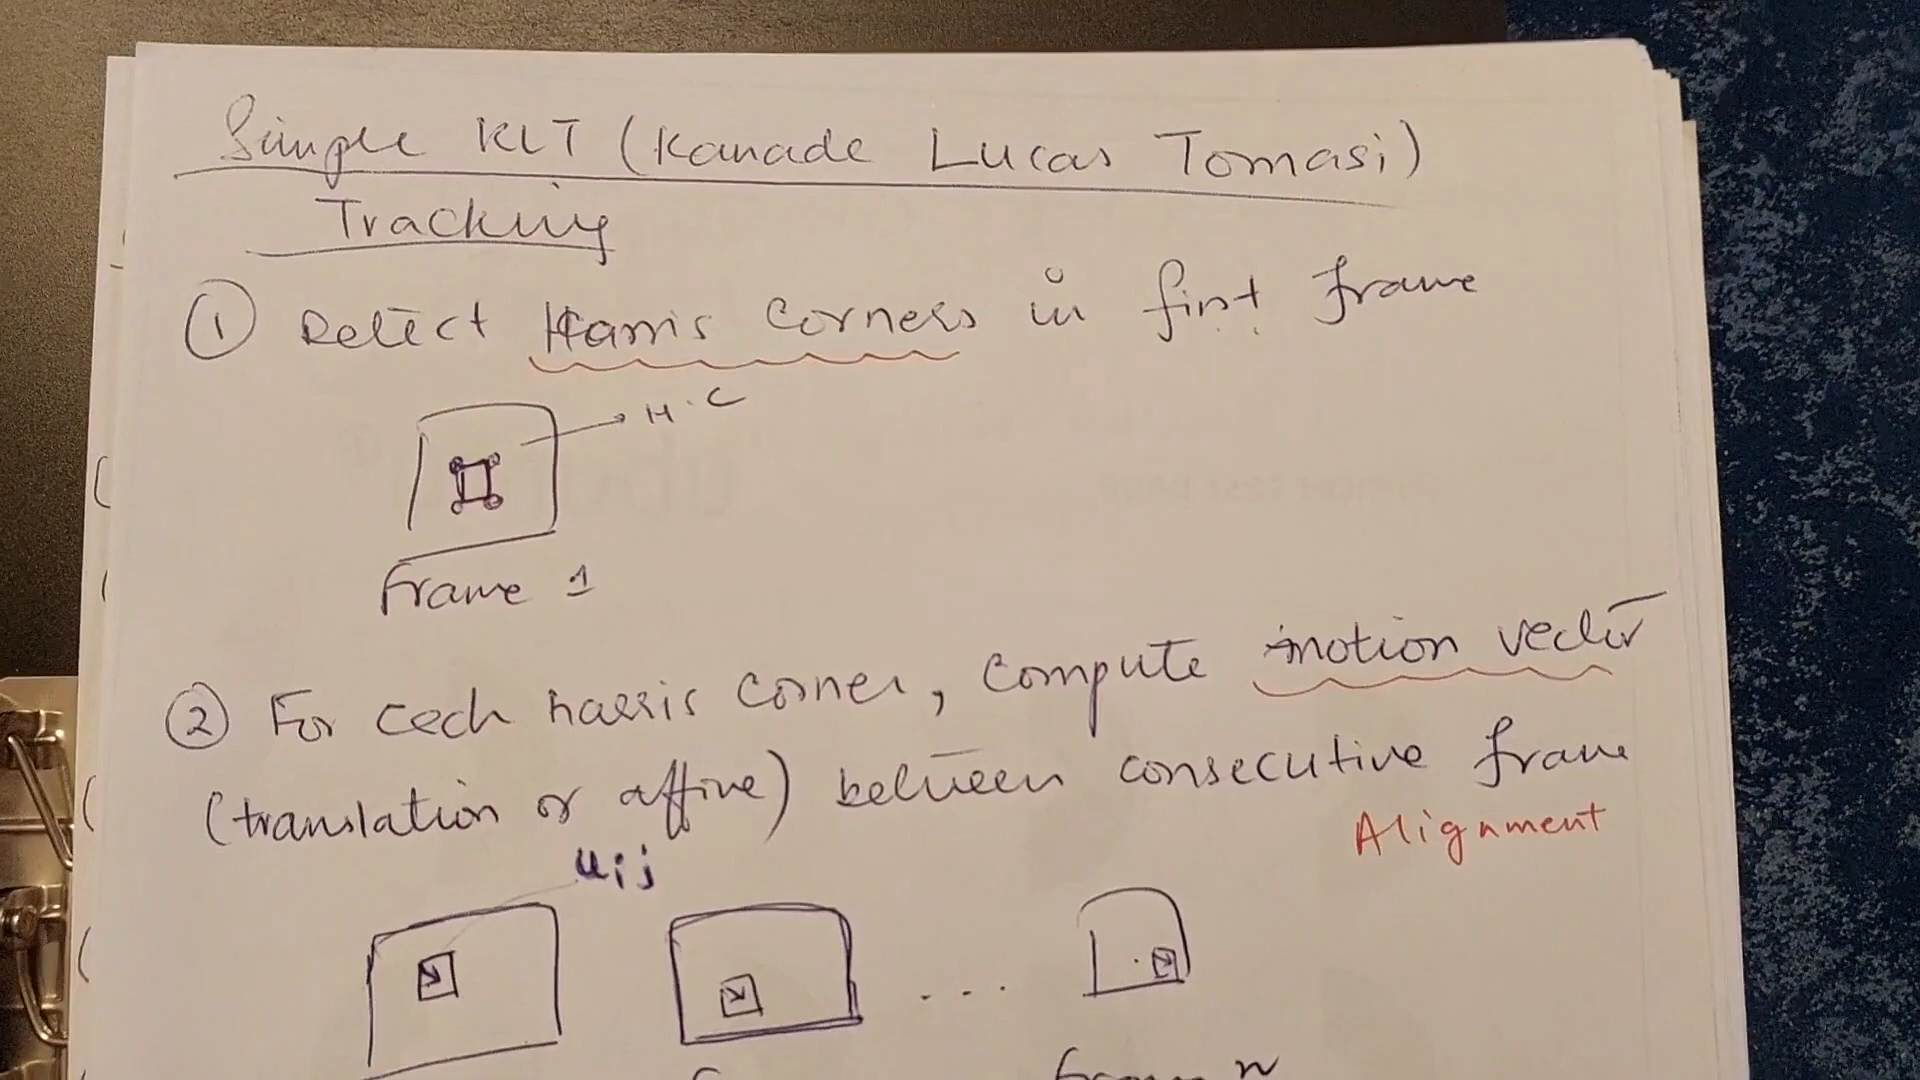 Simple KLT (Kanade Lucas Tomasi)
Tracking
① Detect Harris Corners in first frame
H.C
Frame 1
② For each harris corner, compute motion vector
(translation or affine) between consecutive frame
Alignment
uij
...
frame n